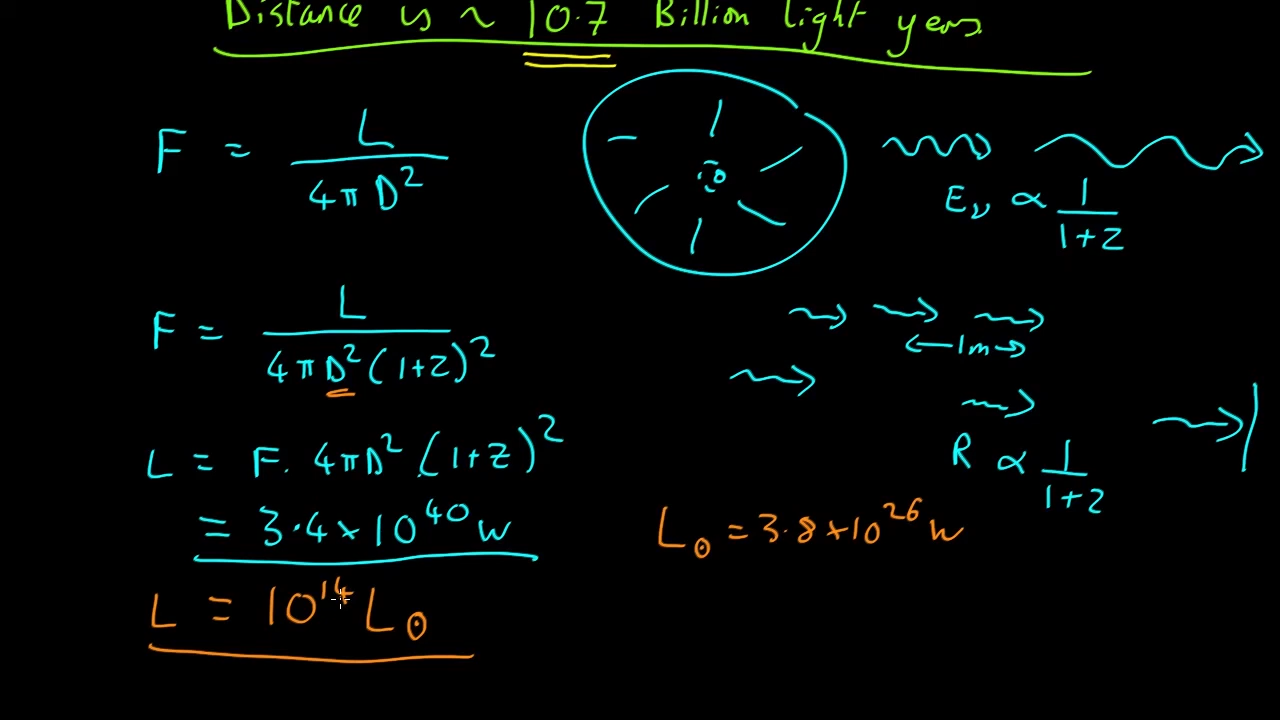 Distance is ~ 10.7 Billion light years
F = L / 4πD²
E_ν ∝ 1 / 1+z
F = L / 4πD²(1+z)²
←1m→
L = F. 4πD² (1+z)²
R ∝ 1 / 1+z
= 3.4×10⁴⁰ W
L⊙ = 3.8×10²⁶ W
L = 10¹⁴ L⊙